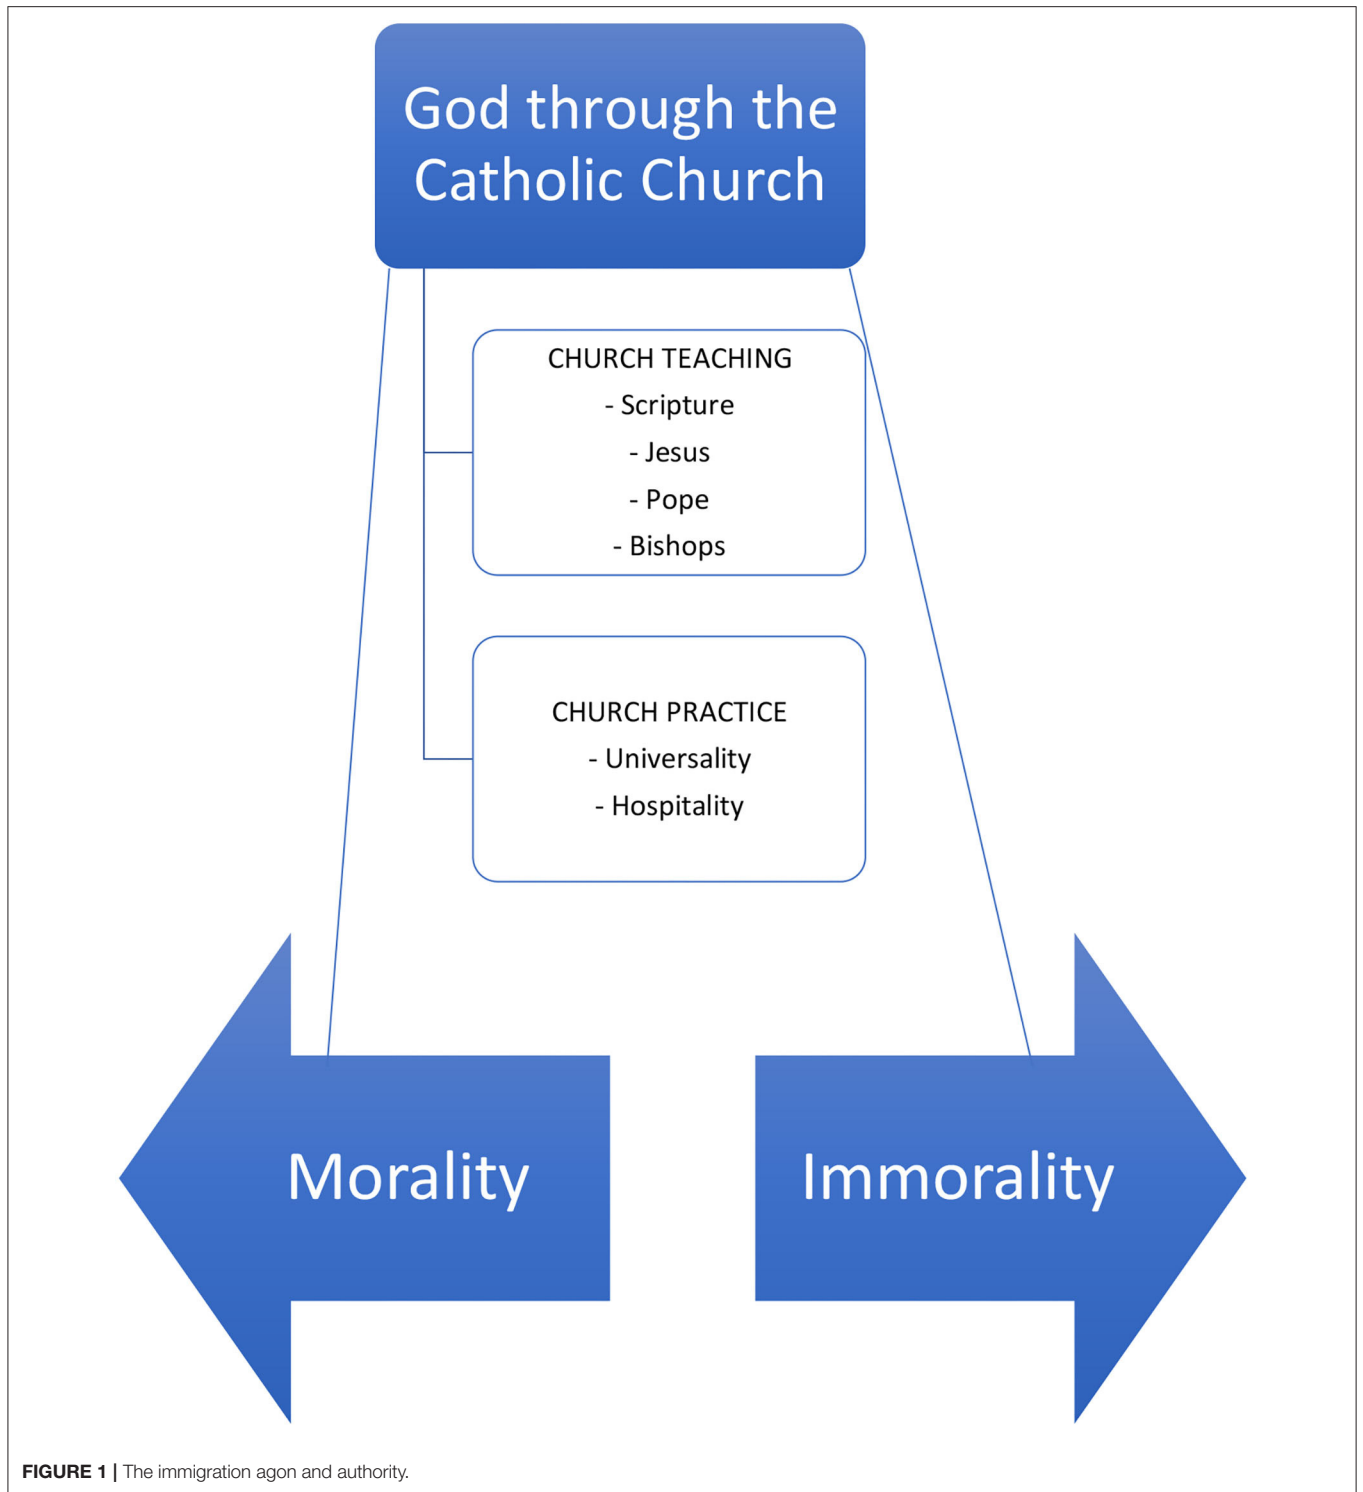 God through the
Catholic Church
CHURCH TEACHING
- Scripture
- Jesus
- Pope
- Bishops
CHURCH PRACTICE
- Universality
- Hospitality
Morality
Immorality
FIGURE 1 | The immigration agon and authority.